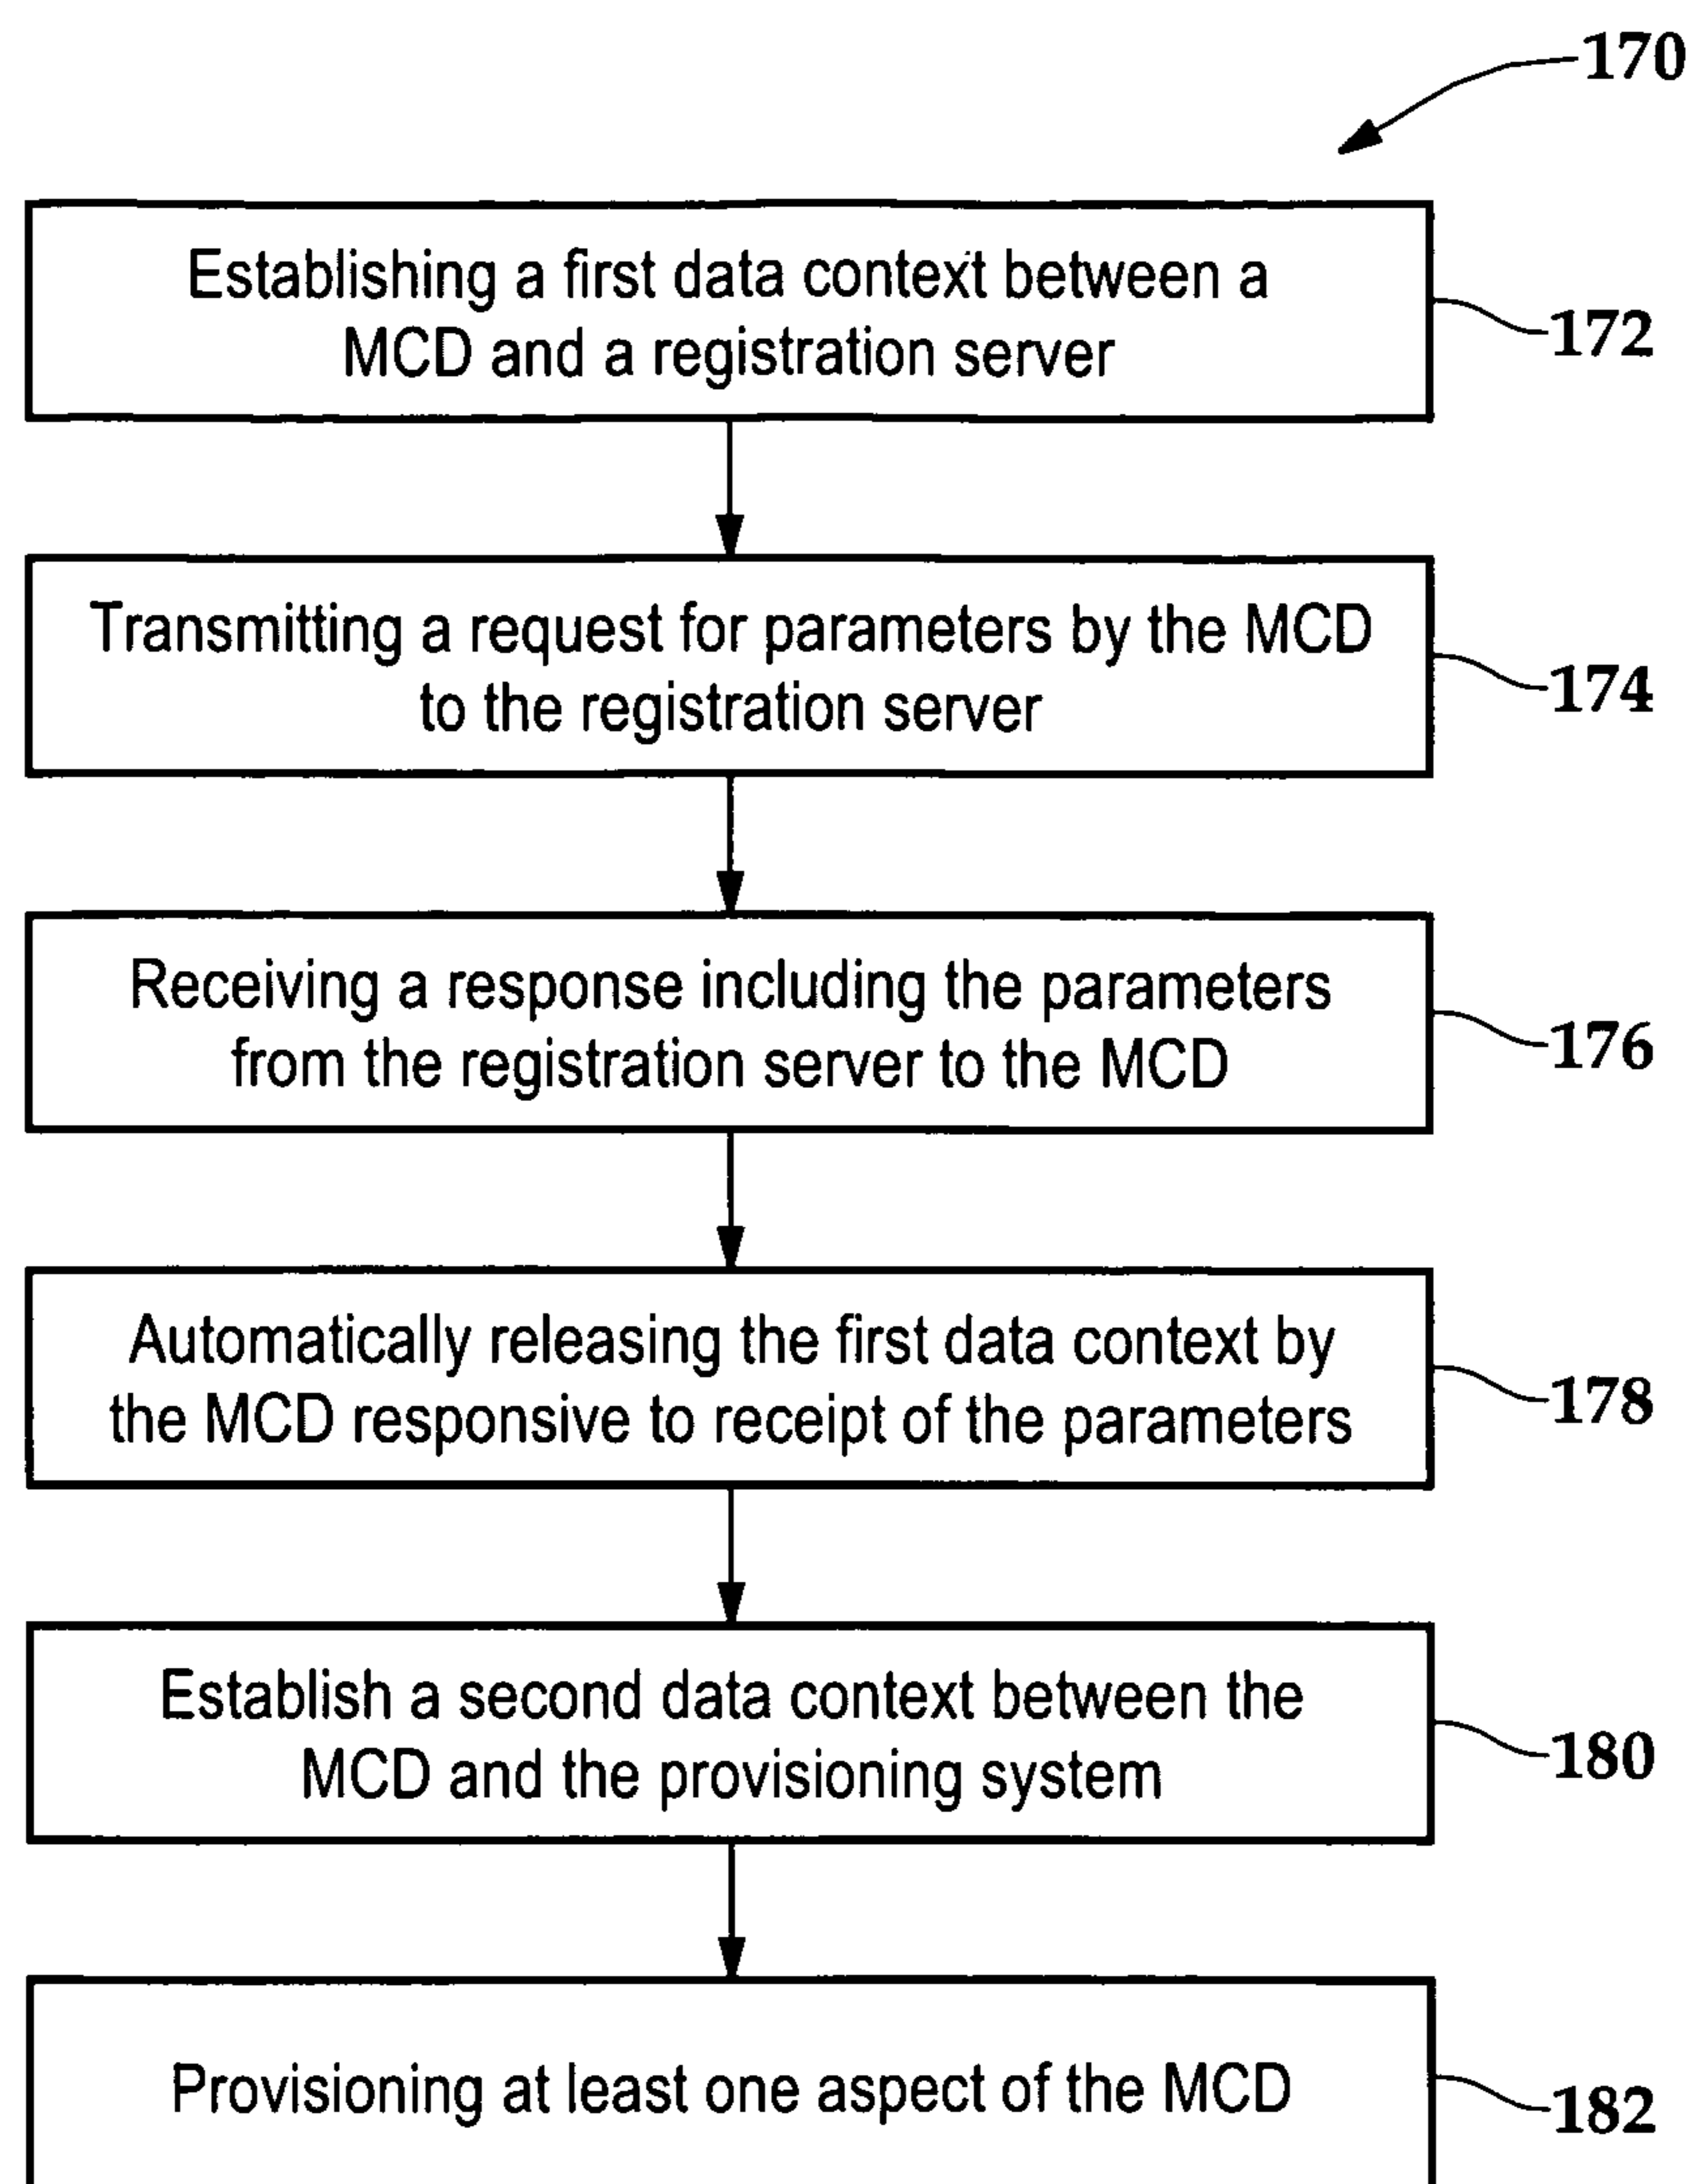 170
Establishing a first data context between a
MCD and a registration server
172
Transmitting a request for parameters by the MCD
to the registration server
174
Receiving a response including the parameters
from the registration server to the MCD
176
Automatically releasing the first data context by
the MCD responsive to receipt of the parameters
178
Establish a second data context between the
MCD and the provisioning system
180
Provisioning at least one aspect of the MCD
182